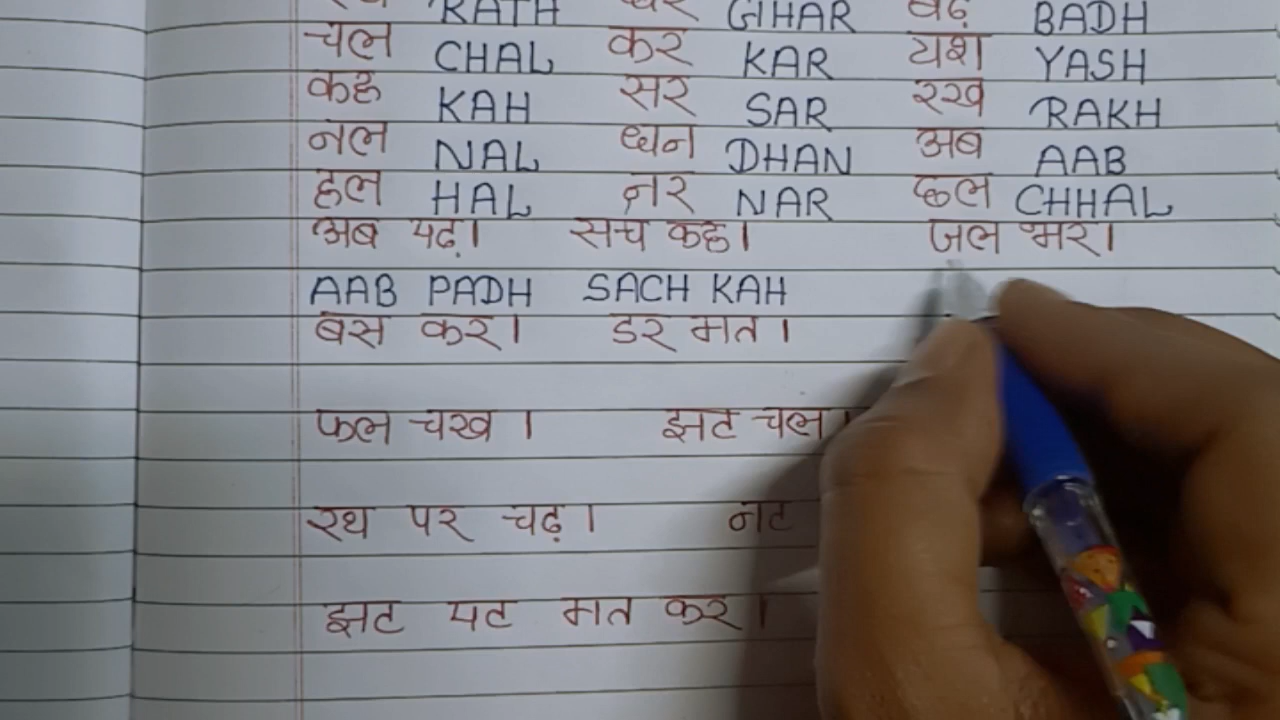 RATH GHAR बढ़ BADH
चल CHAL कर KAR यश YASH
कह KAH सर SAR रख RAKH
नल NAL धन DHAN अब AAB
हल HAL नर NAR छल CHHAL
अब पढ़। सच कह। जल भर।
AAB PADH SACH KAH
बस कर। डर मत।
फल चख। झट चल।
रथ पर चढ़। नट
झट पट मत कर।